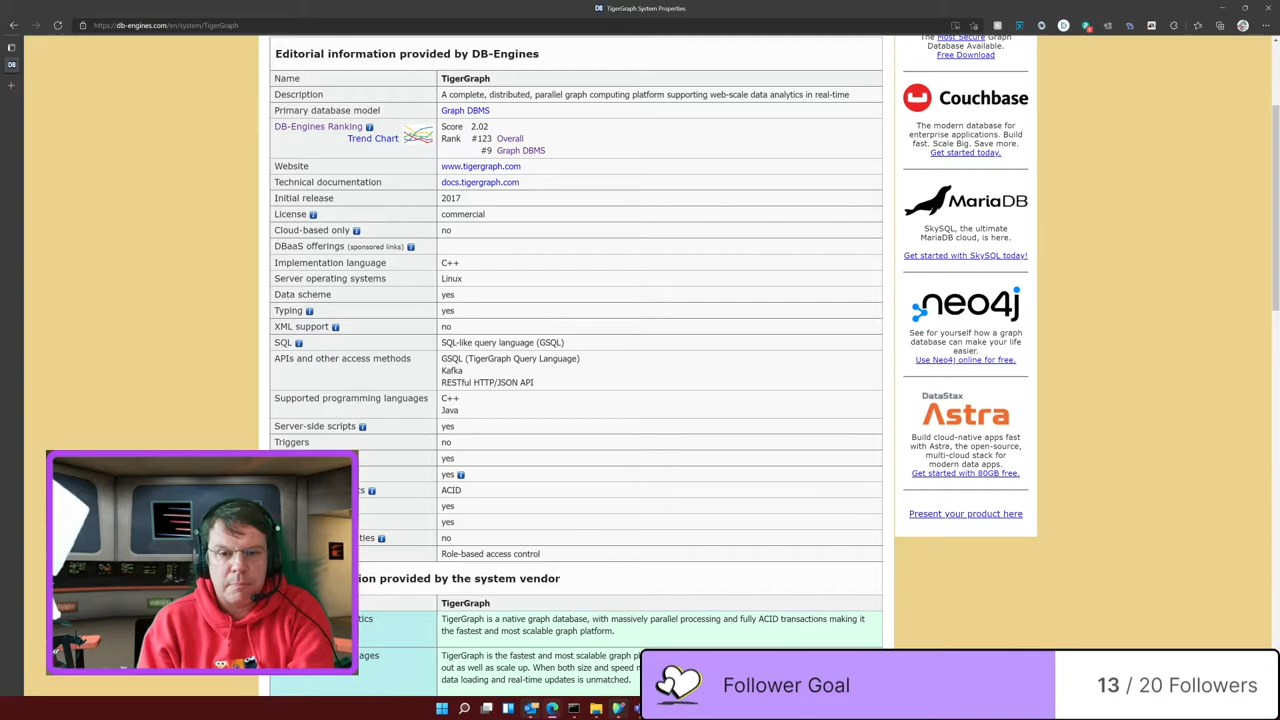 TigerGraph System Properties
https://db-engines.com/en/system/TigerGraph
DB
Editorial information provided by DB-Engines
Name TigerGraph
Description A complete, distributed, parallel graph computing platform supporting web-scale data analytics in real-time
Primary database model Graph DBMS
DB-Engines Ranking Score 2.02
Trend Chart Rank #123 Overall
#9 Graph DBMS
Website www.tigergraph.com
Technical documentation docs.tigergraph.com
Initial release 2017
License commercial
Cloud-based only no
DBaaS offerings (sponsored links)
Implementation language C++
Server operating systems Linux
Data scheme yes
Typing yes
XML support no
SQL SQL-like query language (GSQL)
APIs and other access methods GSQL (TigerGraph Query Language)
Kafka
RESTful HTTP/JSON API
Supported programming languages C++
Java
Server-side scripts yes
Triggers no
yes
yes
ts ACID
yes
yes
ties no
Role-based access control
ion provided by the system vendor
TigerGraph
tics TigerGraph is a native graph database, with massively parallel processing and fully ACID transactions making it
the fastest and most scalable graph platform.
ages TigerGraph is the fastest and most scalable graph pl
out as well as scale up. When both size and speed m
data loading and real-time updates is unmatched.
The Most Secure Graph
Database Available.
Free Download
Couchbase
The modern database for
enterprise applications. Build
fast. Scale Big. Save more.
Get started today.
MariaDB
SkySQL, the ultimate
MariaDB cloud, is here.
Get started with SkySQL today!
neo4j
See for yourself how a graph
database can make your life
easier.
Use Neo4j online for free.
DataStax
Astra
Build cloud-native apps fast
with Astra, the open-source,
multi-cloud stack for
modern data apps.
Get started with 80GB free.
Present your product here
Follower Goal 13 / 20 Followers